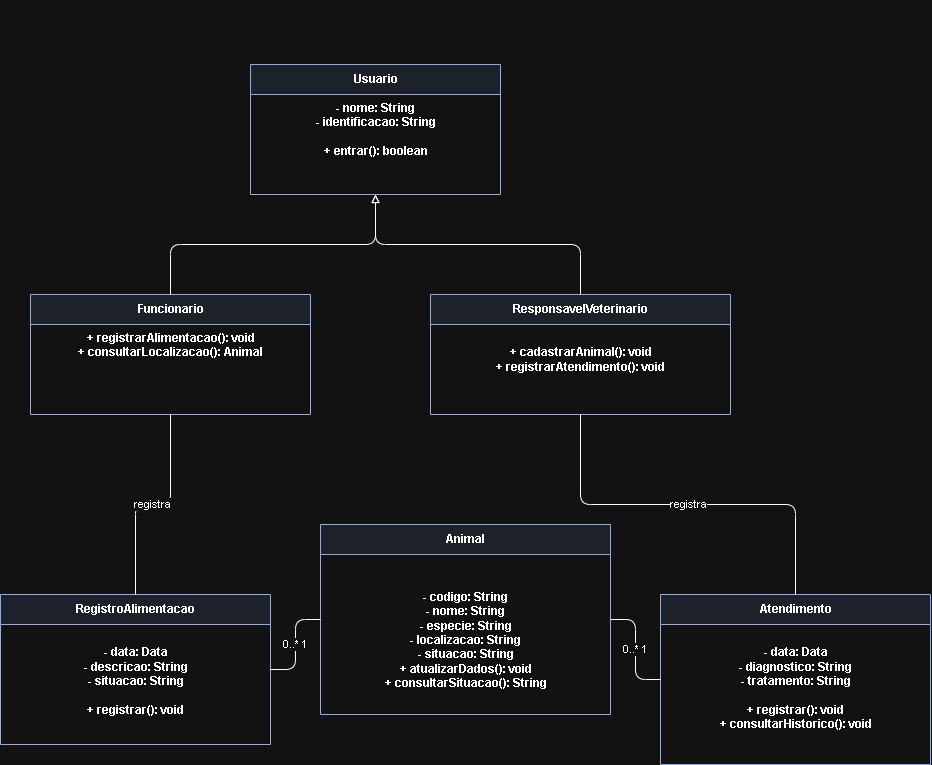 Usuario
- nome: String
- identificacao: String
+ entrar(): boolean
Funcionario
+ registrarAlimentacao(): void
+ consultarLocalizacao(): Animal
ResponsavelVeterinario
+ cadastrarAnimal(): void
+ registrarAtendimento(): void
registra
registra
Animal
- codigo: String
- nome: String
- especie: String
- localizacao: String
- situacao: String
+ atualizarDados(): void
+ consultarSituacao(): String
RegistroAlimentacao
- data: Data
- descricao: String
- situacao: String
+ registrar(): void
0..* 1
0..* 1
Atendimento
- data: Data
- diagnostico: String
- tratamento: String
+ registrar(): void
+ consultarHistorico(): void